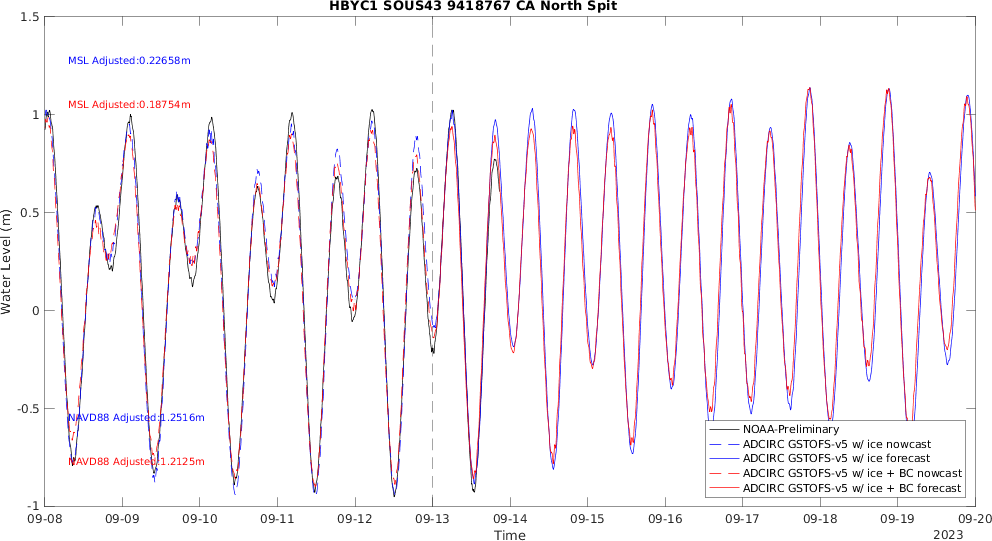 HBYC1 SOUS43 9418767 CA North Spit
1.5
MSL Adjusted:0.22658m
MSL Adjusted:0.18754m
1
0.5
Water Level (m)
0
-0.5
NAVD88 Adjusted:1.2516m
NAVD88 Adjusted:1.2125m
-1
NOAA-Preliminary
ADCIRC GSTOFS-v5 w/ ice nowcast
ADCIRC GSTOFS-v5 w/ ice forecast
ADCIRC GSTOFS-v5 w/ ice + BC nowcast
ADCIRC GSTOFS-v5 w/ ice + BC forecast
09-08 09-09 09-10 09-11 09-12 09-13 09-14 09-15 09-16 09-17 09-18 09-19 09-20
Time
2023